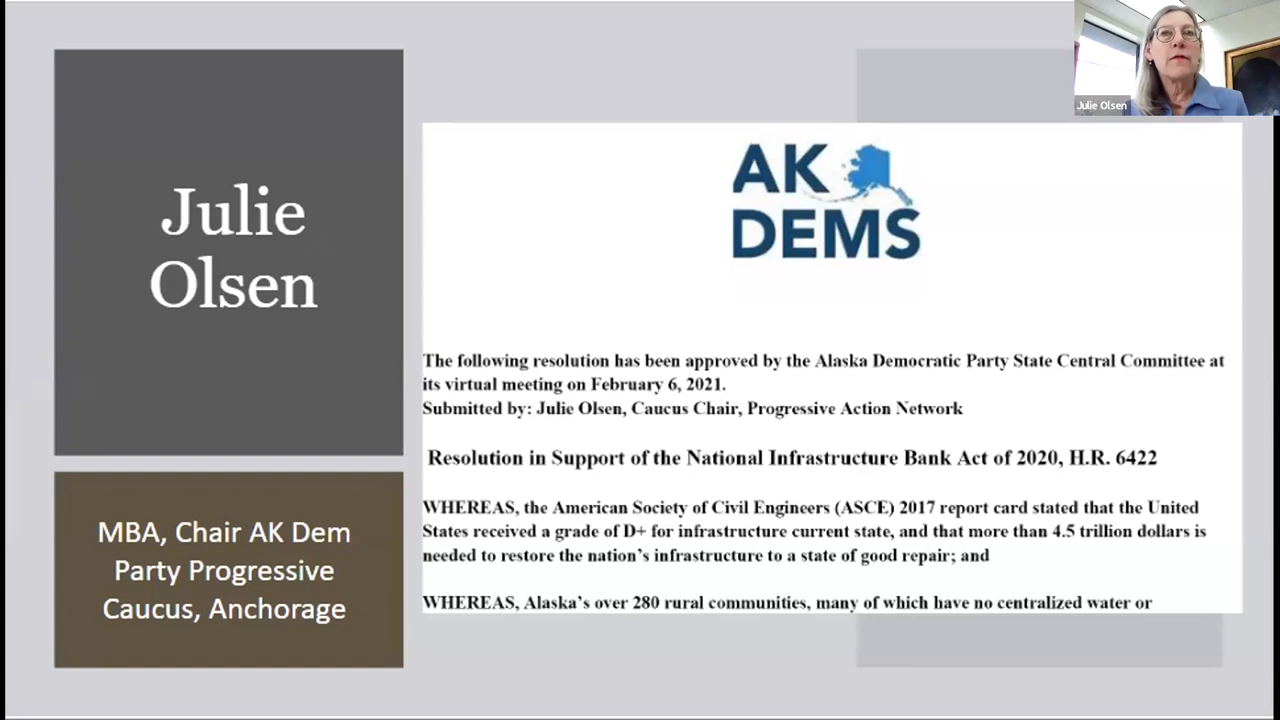 Julie
Olsen
MBA, Chair AK Dem
Party Progressive
Caucus, Anchorage
AK
DEMS
The following resolution has been approved by the Alaska Democratic Party State Central Committee at
its virtual meeting on February 6, 2021.
Submitted by: Julie Olsen, Caucus Chair, Progressive Action Network
Resolution in Support of the National Infrastructure Bank Act of 2020, H.R. 6422
WHEREAS, the American Society of Civil Engineers (ASCE) 2017 report card stated that the United
States received a grade of D+ for infrastructure current state, and that more than 4.5 trillion dollars is
needed to restore the nation’s infrastructure to a state of good repair; and
WHEREAS, Alaska’s over 280 rural communities, many of which have no centralized water or
Julie Olsen